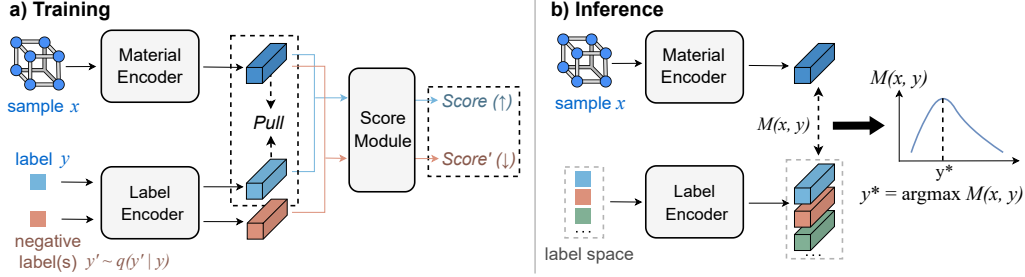 a) Training
Material
Encoder
sample x
Pull
Score
Module
Score (↑)
Score' (↓)
label y
Label
Encoder
negative
label(s) y' ~ q(y' | y)
b) Inference
Material
Encoder
sample x
M(x, y)
M(x, y)
y*
y* = argmax M(x, y)
Label
Encoder
...
label space
...